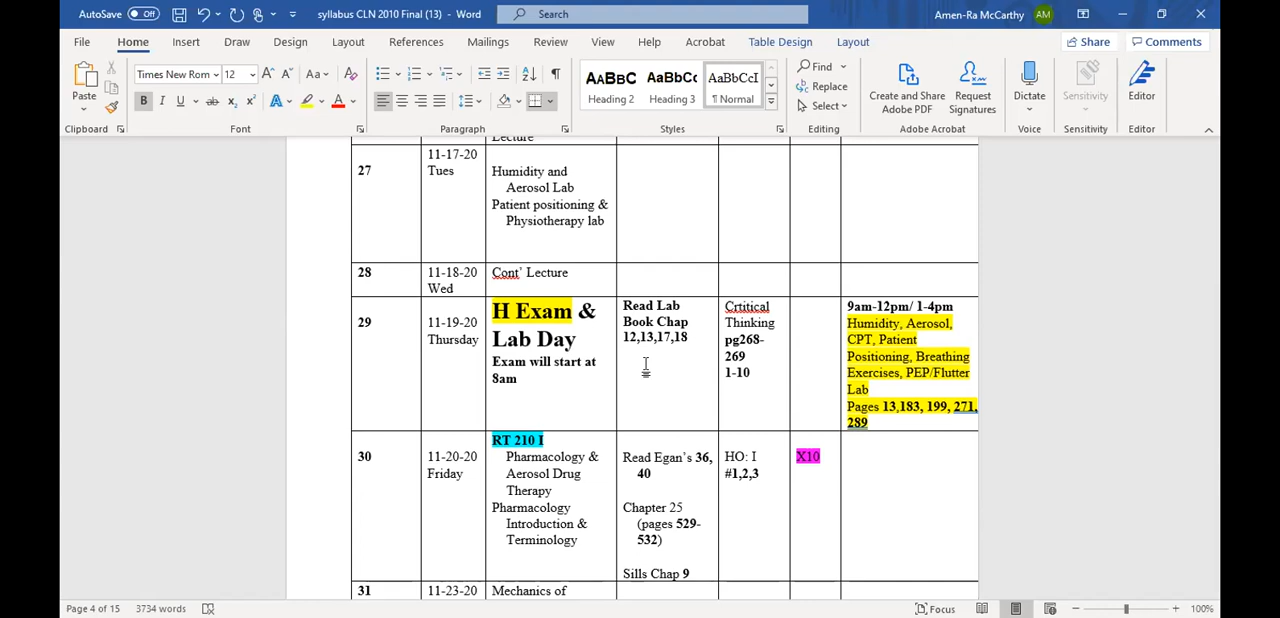 AutoSave Off syllabus CLN 2010 Final (13) - Word Search Amen-Ra McCarthy AM
File Home Insert Draw Design Layout References Mailings Review View Help Acrobat Table Design Layout Share Comments
Times New Rom 12 Aa
Paste
B I U ab x₂ x² A A
AaBbC AaBbCc AaBbCcI
Heading 2 Heading 3 ¶ Normal
Find
Replace
Select
Create and Share
Adobe PDF
Request
Signatures
Dictate
Sensitivity
Editor
Clipboard Font Paragraph Styles Editing Adobe Acrobat Voice Sensitivity Editor
Lecture
27
11-17-20
Tues
Humidity and
Aerosol Lab
Patient positioning &
Physiotherapy lab
28
11-18-20
Wed
Cont’ Lecture
29
11-19-20
Thursday
H Exam &
Lab Day
Exam will start at
8am
Read Lab
Book Chap
12,13,17,18
Crtitical
Thinking
pg268-
269
1-10
9am-12pm/ 1-4pm
Humidity, Aerosol,
CPT, Patient
Positioning, Breathing
Exercises, PEP/Flutter
Lab
Pages 13,183, 199, 271,
289
30
11-20-20
Friday
RT 210 I
Pharmacology &
Aerosol Drug
Therapy
Pharmacology
Introduction &
Terminology
Read Egan’s 36,
40
Chapter 25
(pages 529-
532)
Sills Chap 9
HO: I
#1,2,3
X10
31
11-23-20
Mechanics of
Page 4 of 15 3734 words Focus 100%